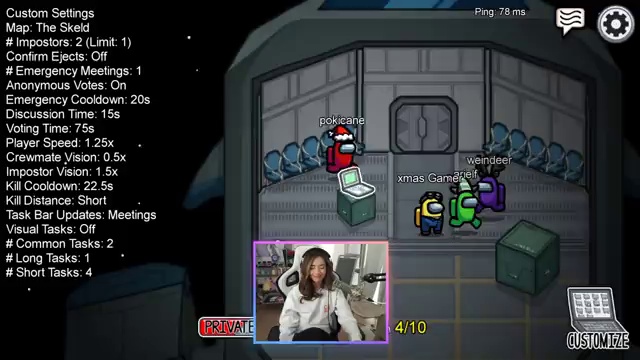 Custom Settings
Map: The Skeld
# Impostors: 2 (Limit: 1)
Confirm Ejects: Off
# Emergency Meetings: 1
Anonymous Votes: On
Emergency Cooldown: 20s
Discussion Time: 15s
Voting Time: 75s
Player Speed: 1.25x
Crewmate Vision: 0.5x
Impostor Vision: 1.5x
Kill Cooldown: 22.5s
Kill Distance: Short
Task Bar Updates: Meetings
Visual Tasks: Off
# Common Tasks: 2
# Long Tasks: 1
# Short Tasks: 4
Ping: 78 ms
pokicane
weindeer
xmas Gamer
arielf
PRIVATE
4/10
CUSTOMIZE